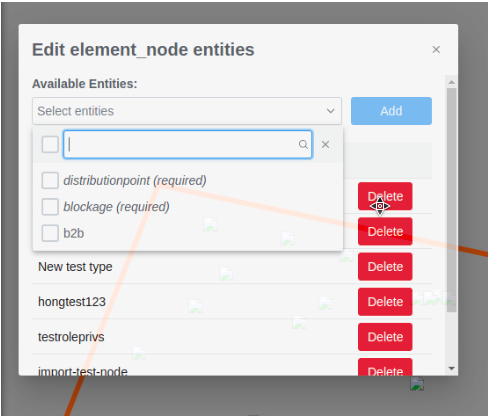 Edit element_node entities
×
Available Entities:
Select entities
Add
distributionpoint (required)
Delete
blockage (required)
b2b
Delete
New test type
Delete
hongtest123
Delete
testroleprivs
Delete
import-test-node
Delete